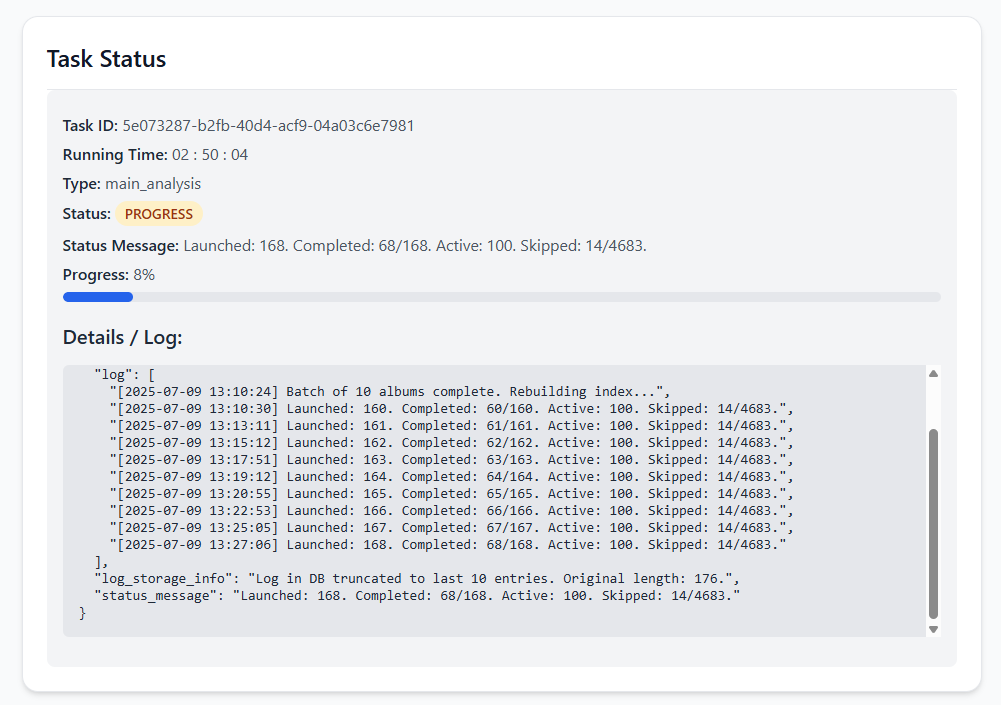 Task Status
Task ID: 5e073287-b2fb-40d4-acf9-04a03c6e7981
Running Time: 02 : 50 : 04
Type: main_analysis
Status: PROGRESS
Status Message: Launched: 168. Completed: 68/168. Active: 100. Skipped: 14/4683.
Progress: 8%
Details / Log:
"log": [
"[2025-07-09 13:10:24] Batch of 10 albums complete. Rebuilding index...",
"[2025-07-09 13:10:30] Launched: 160. Completed: 60/160. Active: 100. Skipped: 14/4683.",
"[2025-07-09 13:13:11] Launched: 161. Completed: 61/161. Active: 100. Skipped: 14/4683.",
"[2025-07-09 13:15:12] Launched: 162. Completed: 62/162. Active: 100. Skipped: 14/4683.",
"[2025-07-09 13:17:51] Launched: 163. Completed: 63/163. Active: 100. Skipped: 14/4683.",
"[2025-07-09 13:19:12] Launched: 164. Completed: 64/164. Active: 100. Skipped: 14/4683.",
"[2025-07-09 13:20:55] Launched: 165. Completed: 65/165. Active: 100. Skipped: 14/4683.",
"[2025-07-09 13:22:53] Launched: 166. Completed: 66/166. Active: 100. Skipped: 14/4683.",
"[2025-07-09 13:25:05] Launched: 167. Completed: 67/167. Active: 100. Skipped: 14/4683.",
"[2025-07-09 13:27:06] Launched: 168. Completed: 68/168. Active: 100. Skipped: 14/4683."
],
"log_storage_info": "Log in DB truncated to last 10 entries. Original length: 176.",
"status_message": "Launched: 168. Completed: 68/168. Active: 100. Skipped: 14/4683."
}